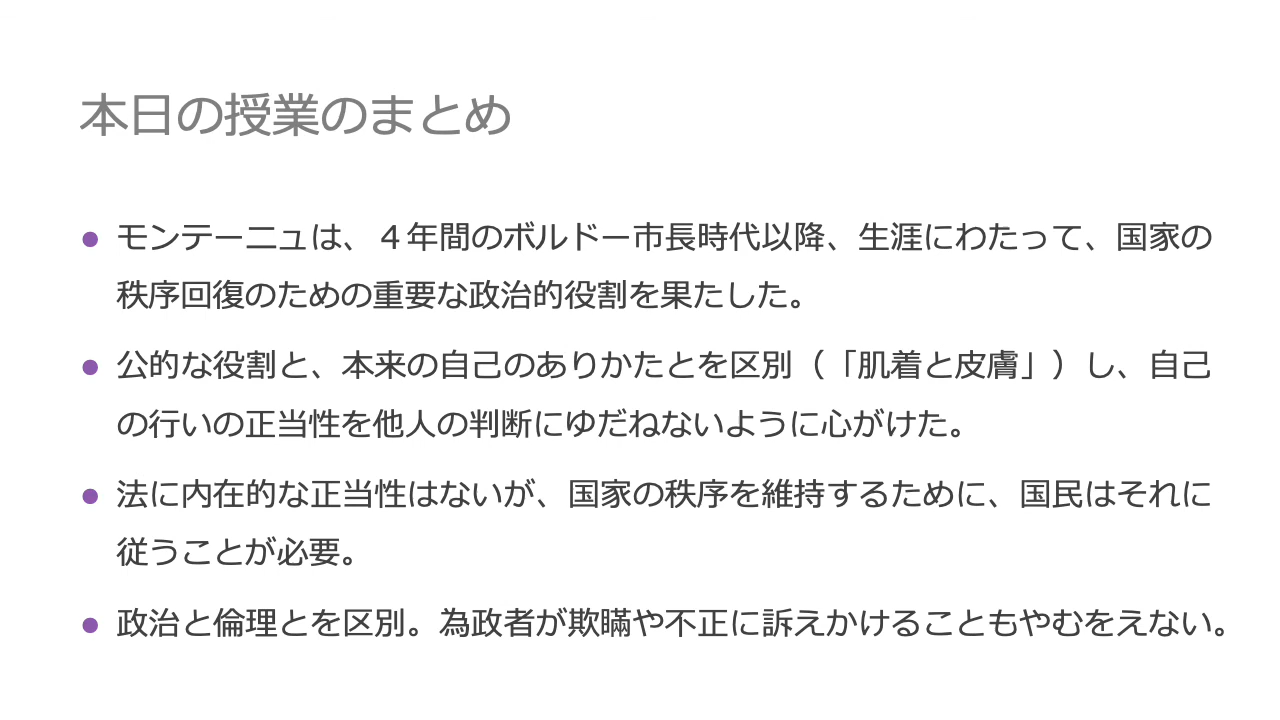 本日の授業のまとめ
● モンテーニュは、４年間のボルドー市長時代以降、生涯にわたって、国家の
秩序回復のための重要な政治的役割を果たした。
● 公的な役割と、本来の自己のありかたとを区別（「肌着と皮膚」）し、自己
の行いの正当性を他人の判断にゆだねないように心がけた。
● 法に内在的な正当性はないが、国家の秩序を維持するために、国民はそれに
従うことが必要。
● 政治と倫理とを区別。為政者が欺瞞や不正に訴えかけることもやむをえない。